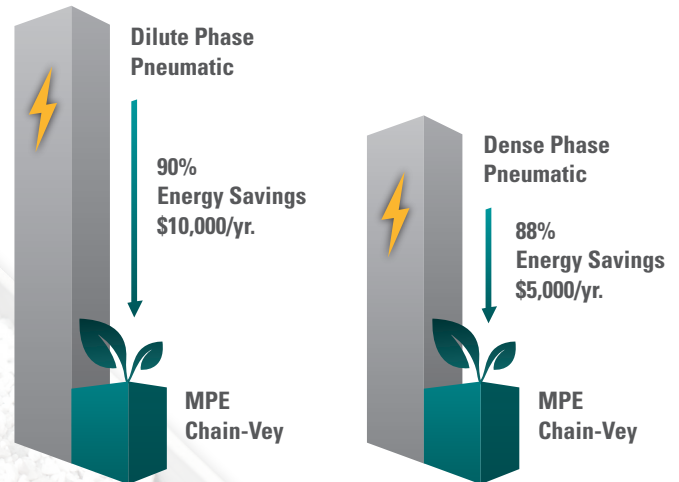 Dilute Phase
Pneumatic
90%
Energy Savings
$10,000/yr.
MPE
Chain-Vey
Dense Phase
Pneumatic
88%
Energy Savings
$5,000/yr.
MPE
Chain-Vey